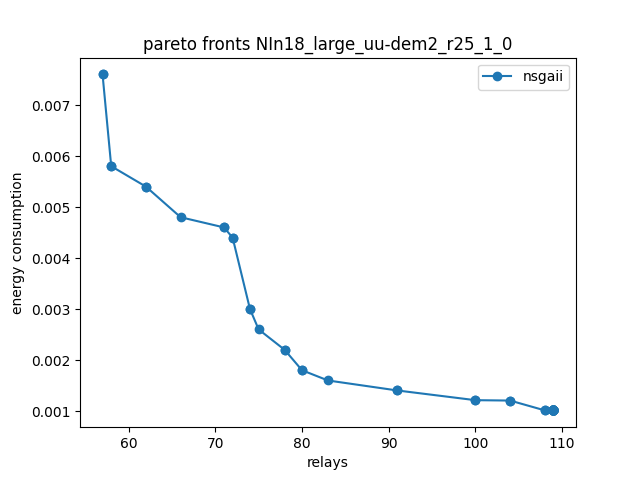 pareto fronts NIn18_large_uu-dem2_r25_1_0
nsgaii
energy consumption
0.007
0.006
0.005
0.004
0.003
0.002
0.001
60 70 80 90 100 110
relays